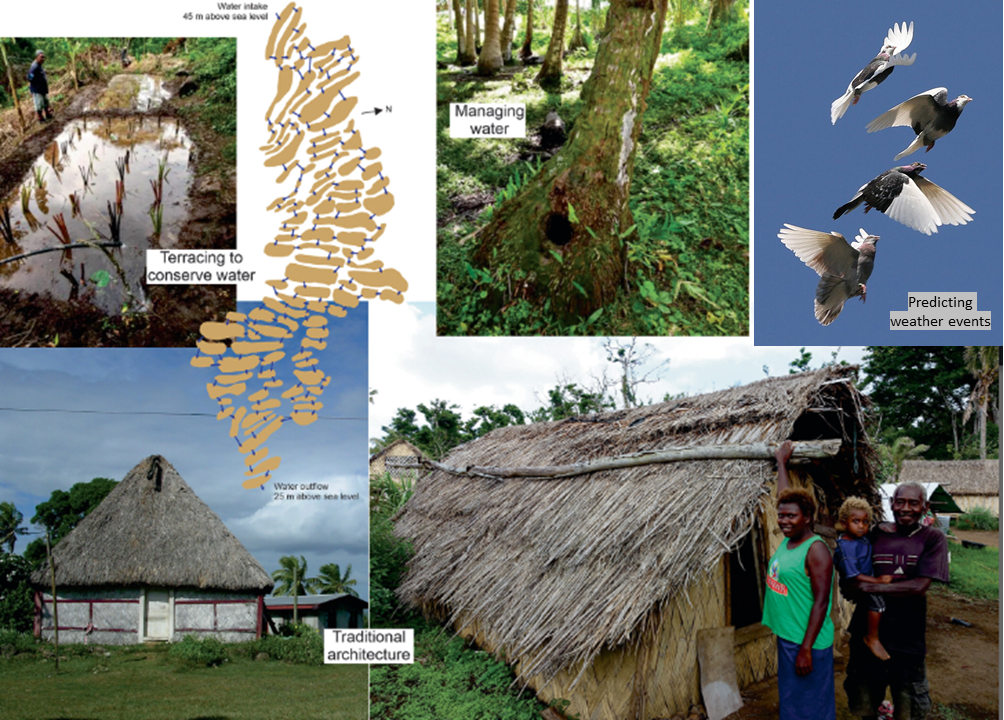 Water intake
45 m above sea level
N
Managing
water
Terracing to
conserve water
Predicting
weather events
Water outflow
25 m above sea level
Traditional
architecture